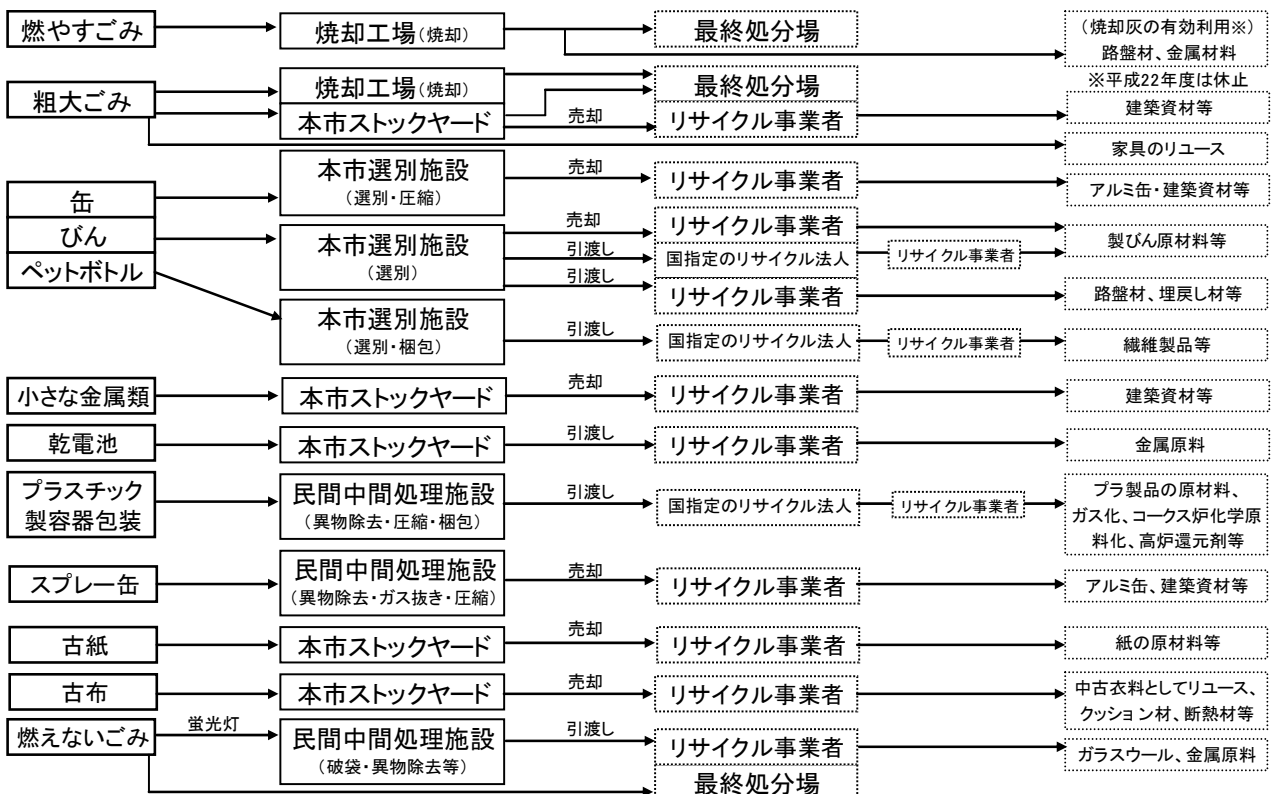 燃やすごみ
焼却工場(焼却)
最終処分場
（焼却灰の有効利用※）
路盤材、金属材料
※平成22年度は休止
粗大ごみ
焼却工場(焼却)
本市ストックヤード
売却
最終処分場
リサイクル事業者
建築資材等
家具のリユース
缶
びん
ペットボトル
本市選別施設
（選別・圧縮）
売却
リサイクル事業者
アルミ缶・建築資材等
本市選別施設
（選別）
売却
リサイクル事業者
引渡し
国指定のリサイクル法人
リサイクル事業者
製びん原材料等
引渡し
リサイクル事業者
路盤材、埋戻し材等
本市選別施設
（選別・梱包）
引渡し
国指定のリサイクル法人
リサイクル事業者
繊維製品等
小さな金属類
本市ストックヤード
売却
リサイクル事業者
建築資材等
乾電池
本市ストックヤード
引渡し
リサイクル事業者
金属原料
プラスチック
製容器包装
民間中間処理施設
（異物除去・圧縮・梱包）
引渡し
国指定のリサイクル法人
リサイクル事業者
プラ製品の原材料、
ガス化、コークス炉化学原
料化、高炉還元剤等
スプレー缶
民間中間処理施設
（異物除去・ガス抜き・圧縮）
売却
リサイクル事業者
アルミ缶、建築資材等
古紙
本市ストックヤード
売却
リサイクル事業者
紙の原材料等
古布
本市ストックヤード
売却
リサイクル事業者
中古衣料としてリユース、
クッション材、断熱材等
燃えないごみ
蛍光灯
民間中間処理施設
（破袋・異物除去等）
引渡し
リサイクル事業者
ガラスウール、金属原料
最終処分場